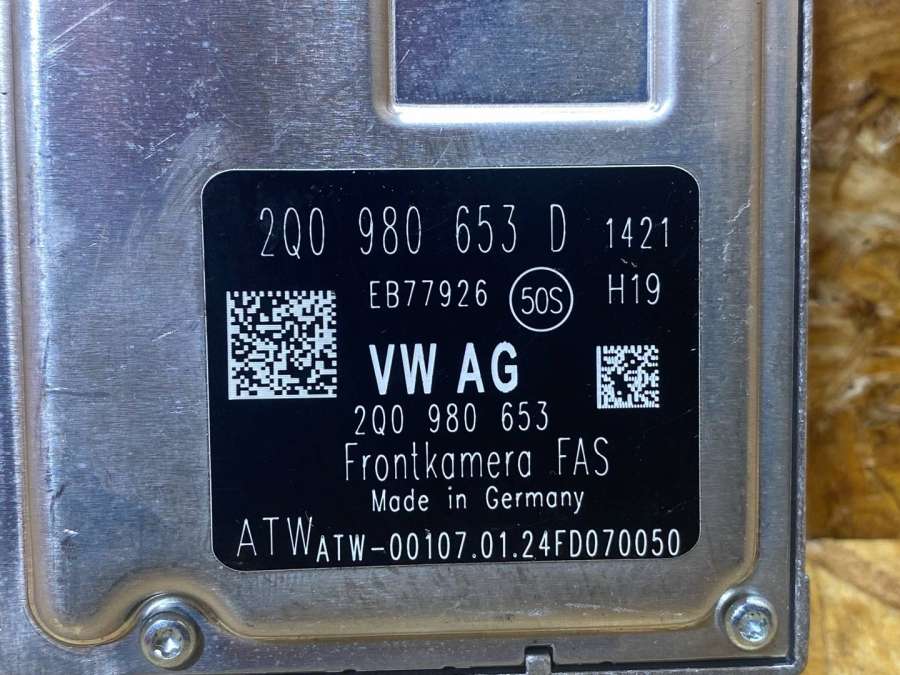 2Q0 980 653 D 1421
EB77926 50S H19
VW AG
2Q0 980 653
Frontkamera FAS
Made in Germany
ATW ATW-00107.01.24FD070050